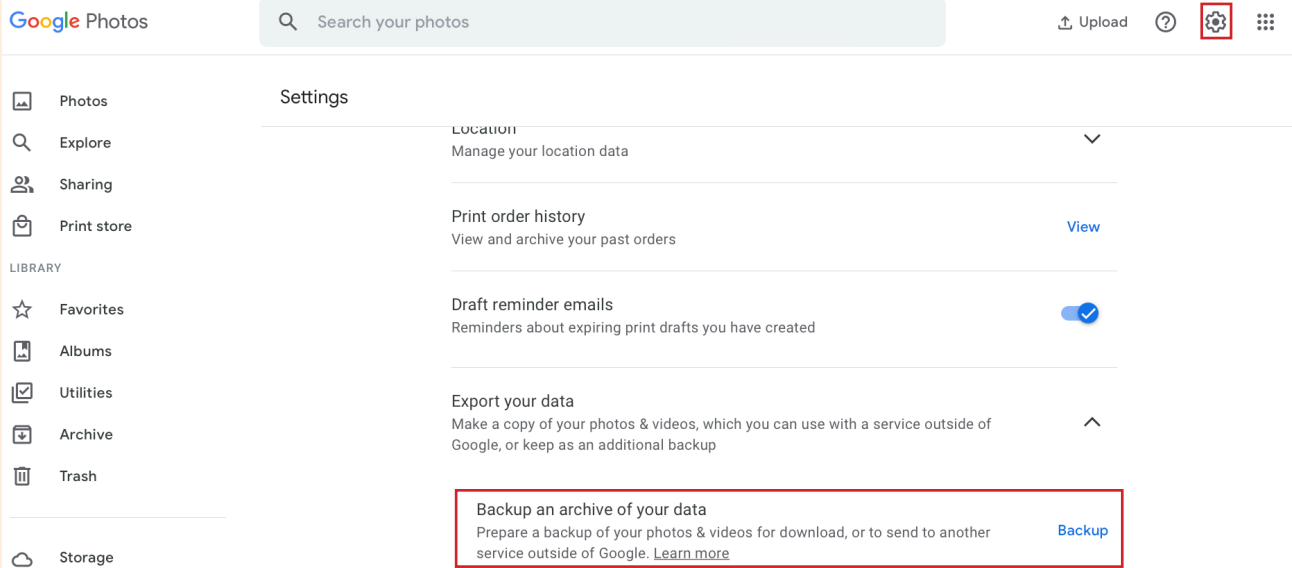 Google Photos
Search your photos
Upload
Photos
Explore
Sharing
Print store
LIBRARY
Favorites
Albums
Utilities
Archive
Trash
Storage
Settings
Location
Manage your location data
Print order history
View and archive your past orders
View
Draft reminder emails
Reminders about expiring print drafts you have created
Export your data
Make a copy of your photos & videos, which you can use with a service outside of
Google, or keep as an additional backup
Backup an archive of your data
Prepare a backup of your photos & videos for download, or to send to another
service outside of Google. Learn more
Backup